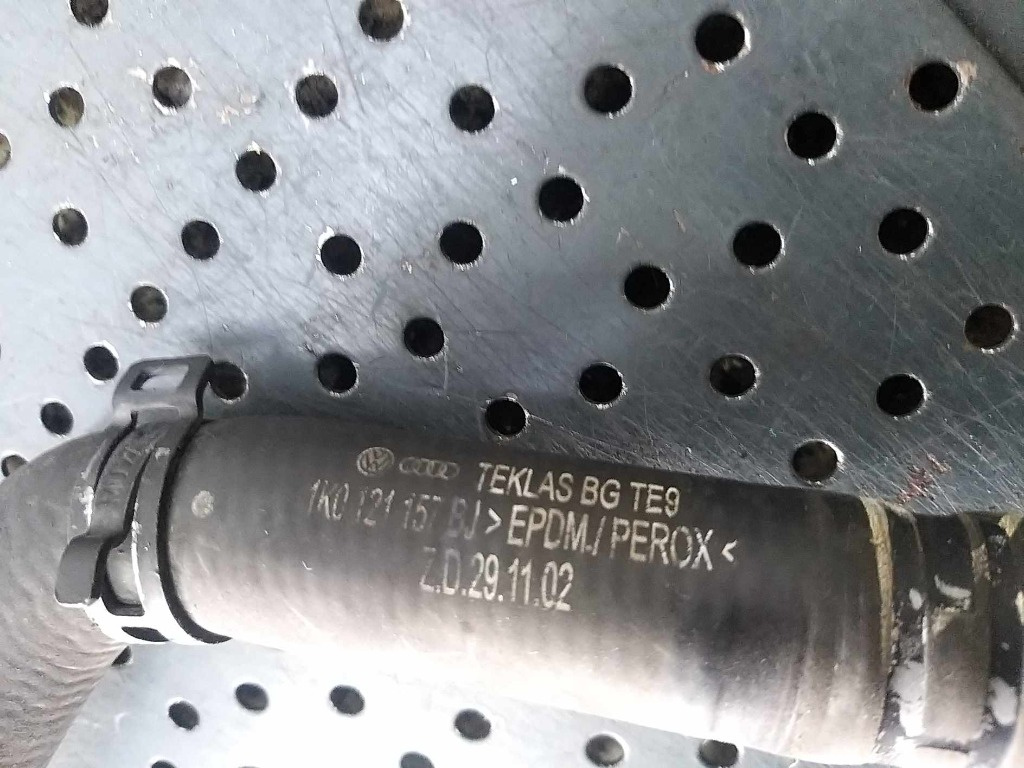 TEKLAS BG TE9
1K0 121 157 BJ >EPDM/PEROX<
Z.D.29.11.02